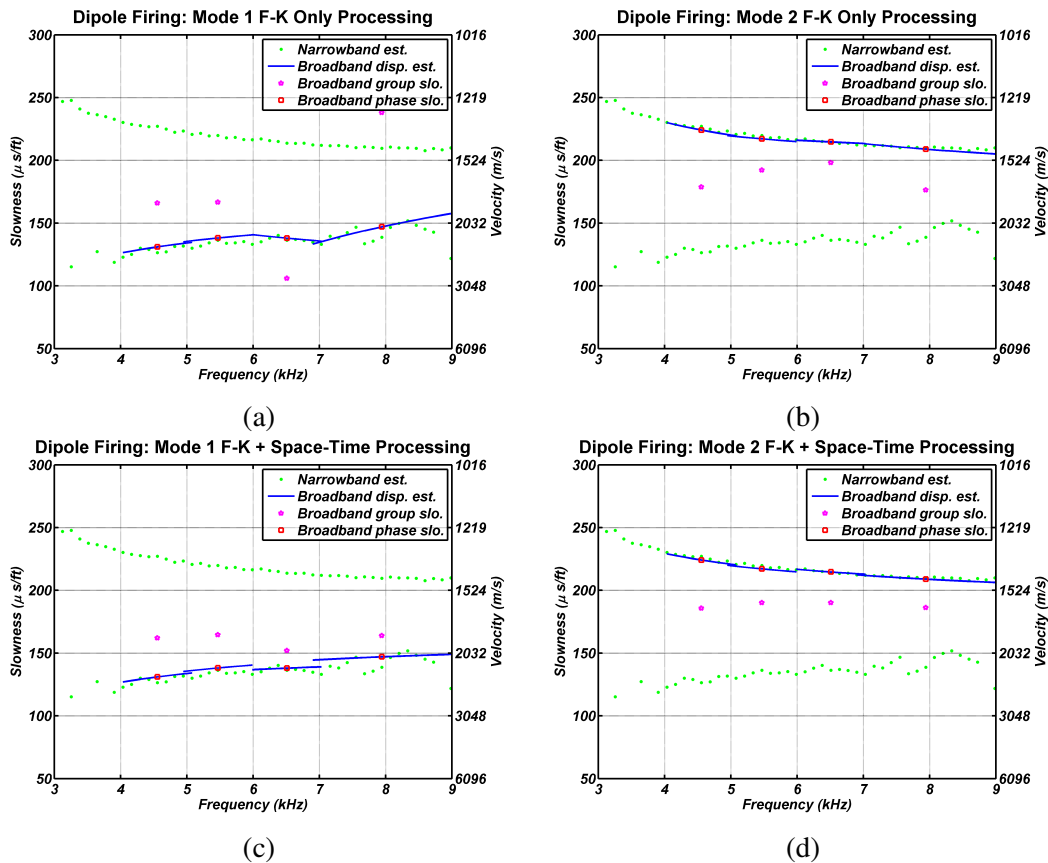 Dipole Firing: Mode 1 F-K Only Processing
300
250
200
150
100
50
Slowness (μ s/ft)
1016
1219
1524
2032
3048
6096
Velocity (m/s)
Narrowband est.
Broadband disp. est.
Broadband group slo.
Broadband phase slo.
3 4 5 6 7 8 9
Frequency (kHz)
(a)
Dipole Firing: Mode 2 F-K Only Processing
300
250
200
150
100
50
Slowness (μ s/ft)
1016
1219
1524
2032
3048
6096
Velocity (m/s)
Narrowband est.
Broadband disp. est.
Broadband group slo.
Broadband phase slo.
3 4 5 6 7 8 9
Frequency (kHz)
(b)
Dipole Firing: Mode 1 F-K + Space-Time Processing
300
250
200
150
100
50
Slowness (μ s/ft)
1016
1219
1524
2032
3048
6096
Velocity (m/s)
Narrowband est.
Broadband disp. est.
Broadband group slo.
Broadband phase slo.
3 4 5 6 7 8 9
Frequency (kHz)
(c)
Dipole Firing: Mode 2 F-K + Space-Time Processing
300
250
200
150
100
50
Slowness (μ s/ft)
1016
1219
1524
2032
3048
6096
Velocity (m/s)
Narrowband est.
Broadband disp. est.
Broadband group slo.
Broadband phase slo.
3 4 5 6 7 8 9
Frequency (kHz)
(d)